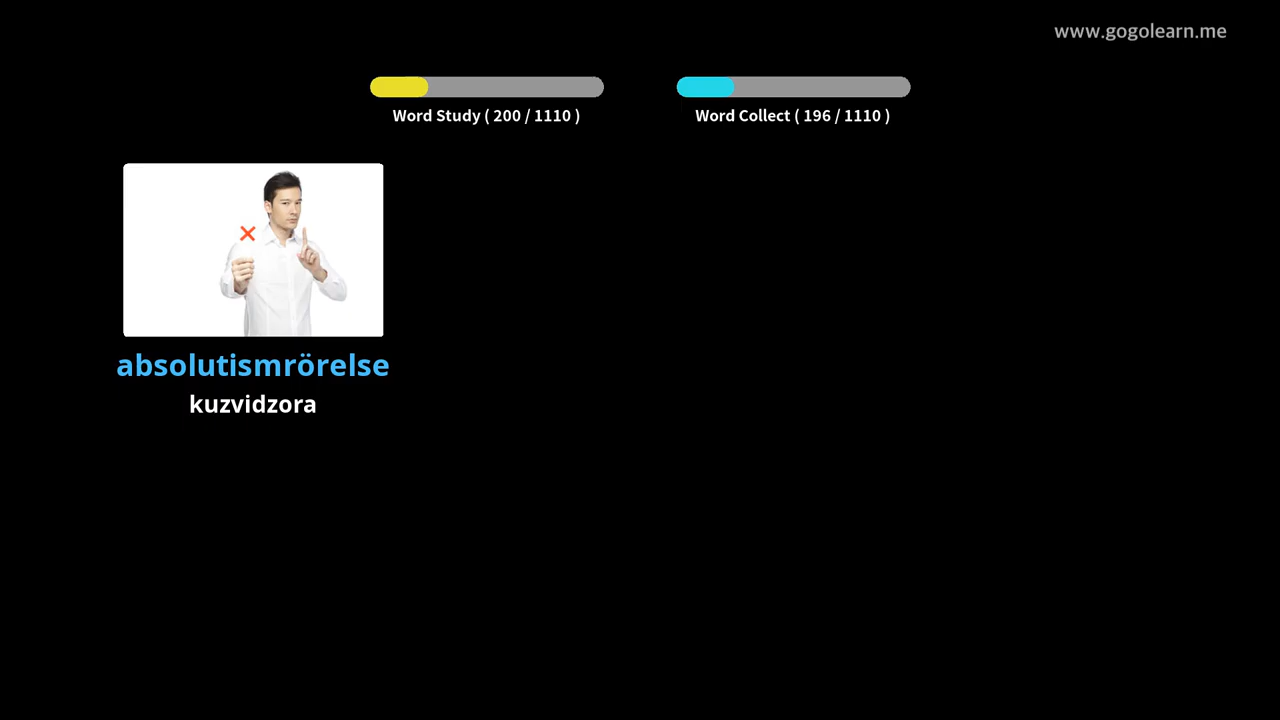 www.gogolearn.me
Word Study ( 200 / 1110 )
Word Collect ( 196 / 1110 )
absolutismrörelse
kuzvidzora